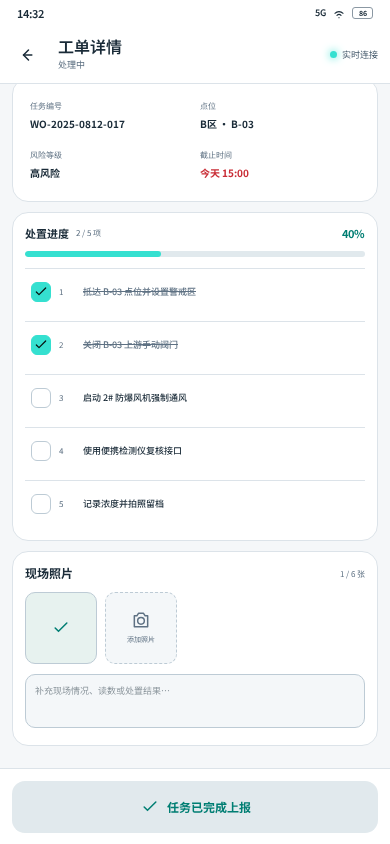 14:32
5G
86
工单详情
处理中
实时连接
任务编号
点位
WO-2025-0812-017
B区 · B-03
风险等级
截止时间
高风险
今天 15:00
处置进度 2 / 5 项
40%
1 抵达 B-03 点位并设置警戒区
2 关闭 B-03 上游手动阀门
3 启动 2# 防爆风机强制通风
4 使用便携检测仪复核接口
5 记录浓度并拍照留档
现场照片
1 / 6 张
添加照片
补充现场情况、读数或处置结果…
任务已完成上报